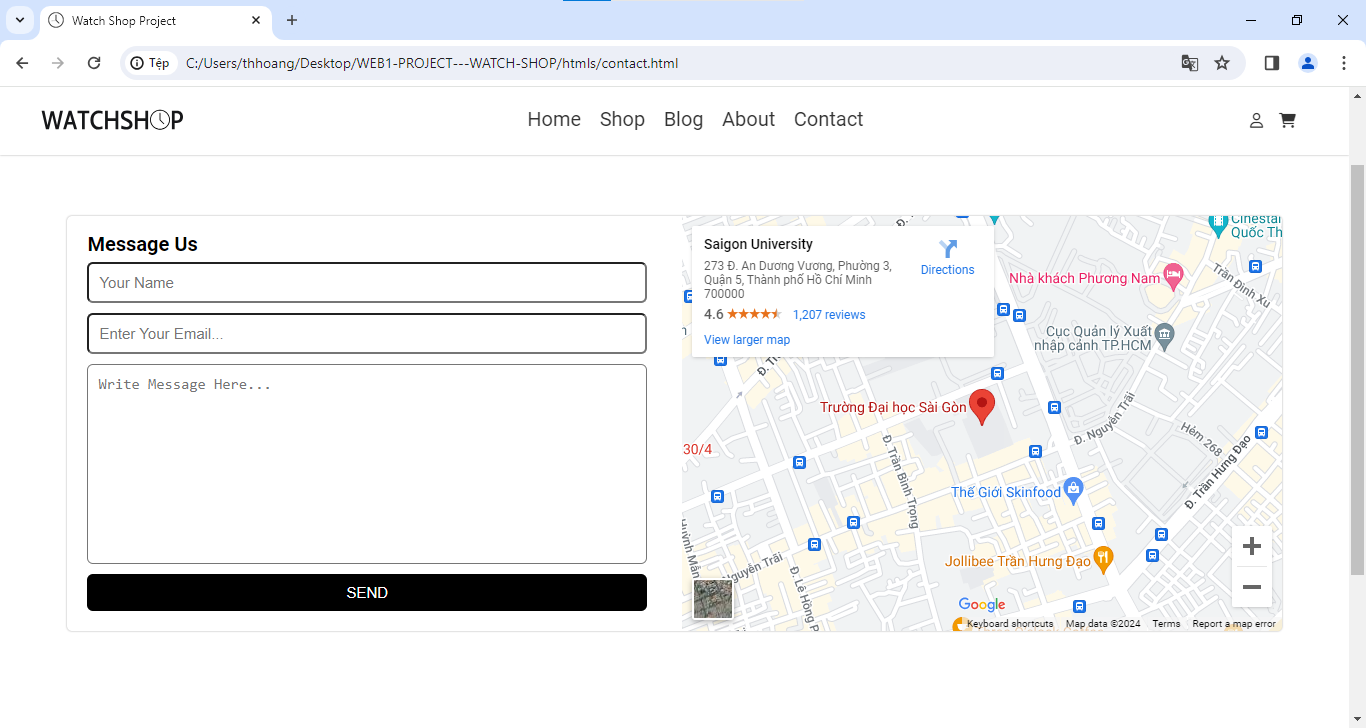 Watch Shop Project
Tệp
C:/Users/thhoang/Desktop/WEB1-PROJECT---WATCH-SHOP/htmls/contact.html
WATCHSHOP
Home Shop Blog About Contact
Message Us
Your Name
Enter Your Email...
Write Message Here...
SEND
Saigon University
273 Đ. An Dương Vương, Phường 3,
Quận 5, Thành phố Hồ Chí Minh
700000
4.6 1,207 reviews
View larger map
Directions
Cinestar
Quốc Th
Nhà khách Phương Nam
Trần Đình Xu
Cục Quản lý Xuất
nhập cảnh TP.HCM
Trường Đại học Sài Gòn
Đ. Nguyễn Trãi
Hẻm 268
30/4
Đ. Trần Bình Trọng
Đ. Trần Hưng Đạo
Thế Giới Skinfood
Huỳnh Mẫn
Nguyễn Trãi
Đ. Lê Hồng P
Jollibee Trần Hưng Đạo
Google
Keyboard shortcuts Map data ©2024 Terms Report a map error